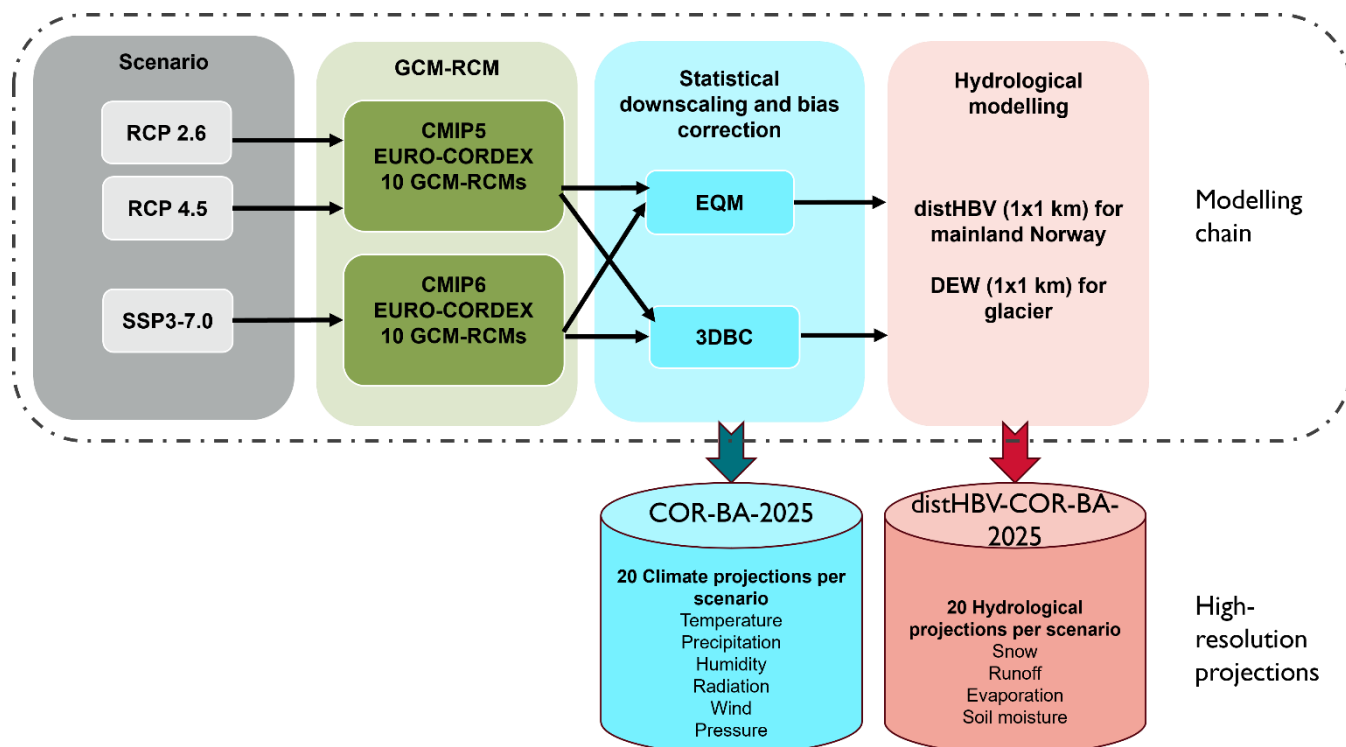 Scenario
RCP 2.6
RCP 4.5
SSP3-7.0
GCM-RCM
CMIP5
EURO-CORDEX
10 GCM-RCMs
CMIP6
EURO-CORDEX
10 GCM-RCMs
Statistical
downscaling and bias
correction
EQM
3DBC
Hydrological
modelling
distHBV (1x1 km) for
mainland Norway
DEW (1x1 km) for
glacier
Modelling
chain
COR-BA-2025
20 Climate projections per
scenario
Temperature
Precipitation
Humidity
Radiation
Wind
Pressure
distHBV-COR-BA-
2025
20 Hydrological
projections per scenario
Snow
Runoff
Evaporation
Soil moisture
High-
resolution
projections